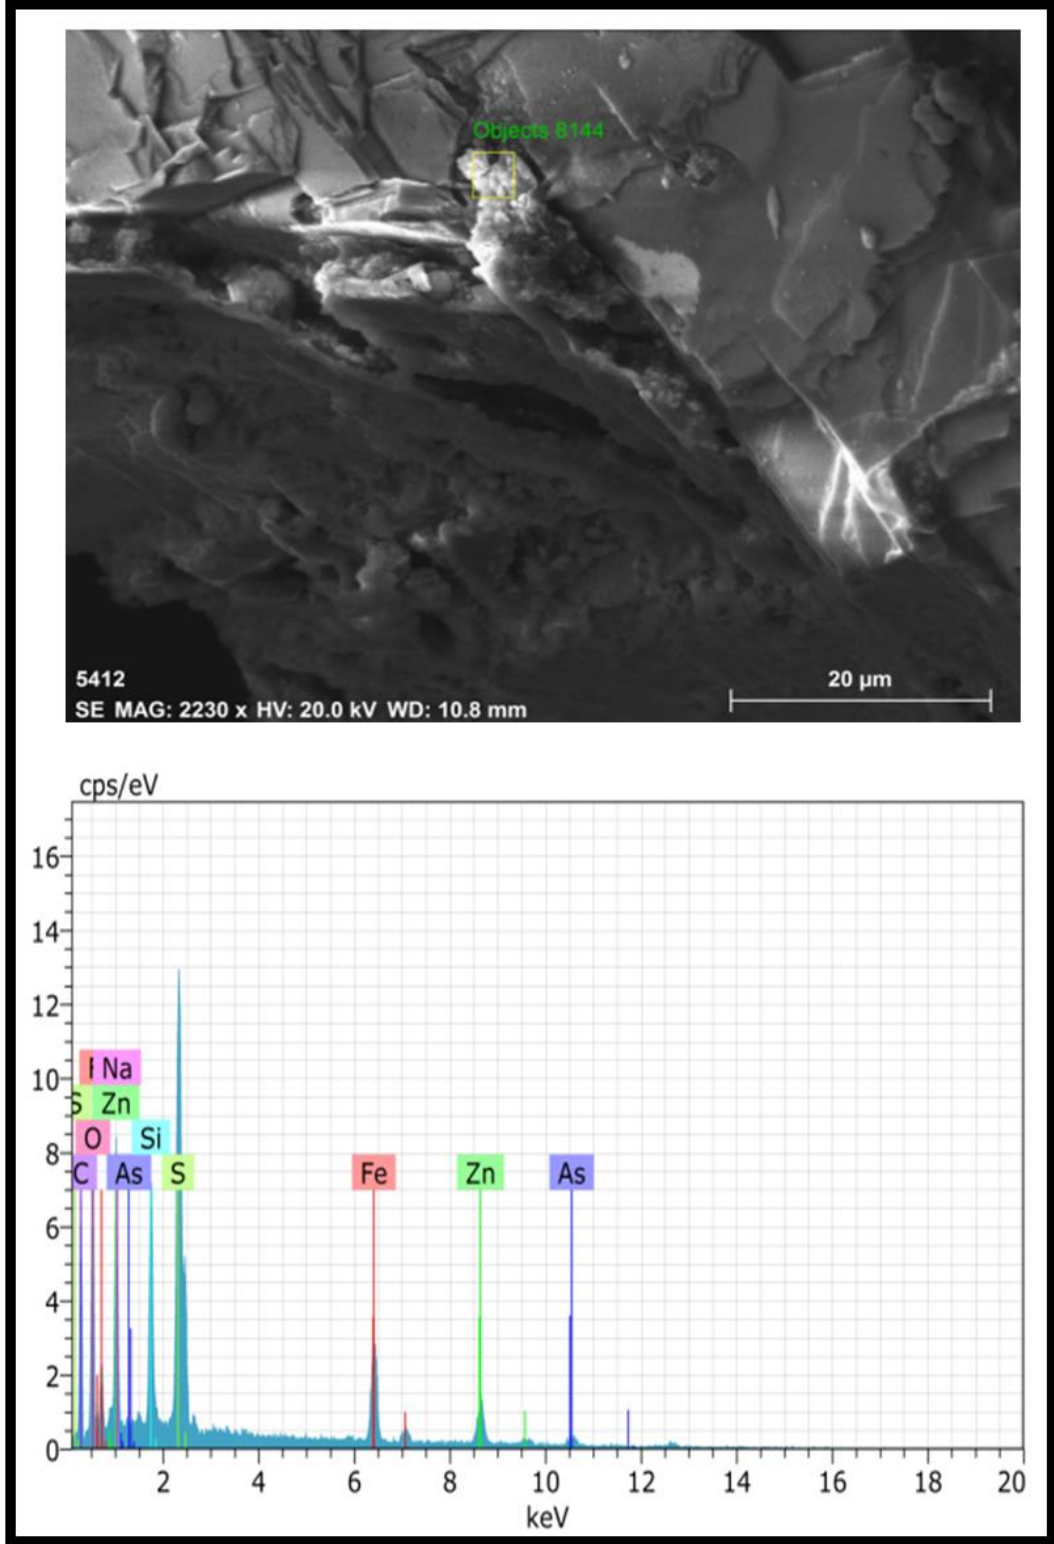 Objects 8144
5412
20 µm
SE MAG: 2230 x HV: 20.0 kV WD: 10.8 mm
cps/eV
16
14
12
10
8
6
4
2
0
Na
S Zn
O Si
C As S Fe Zn As
2 4 6 8 10 12 14 16 18 20
keV